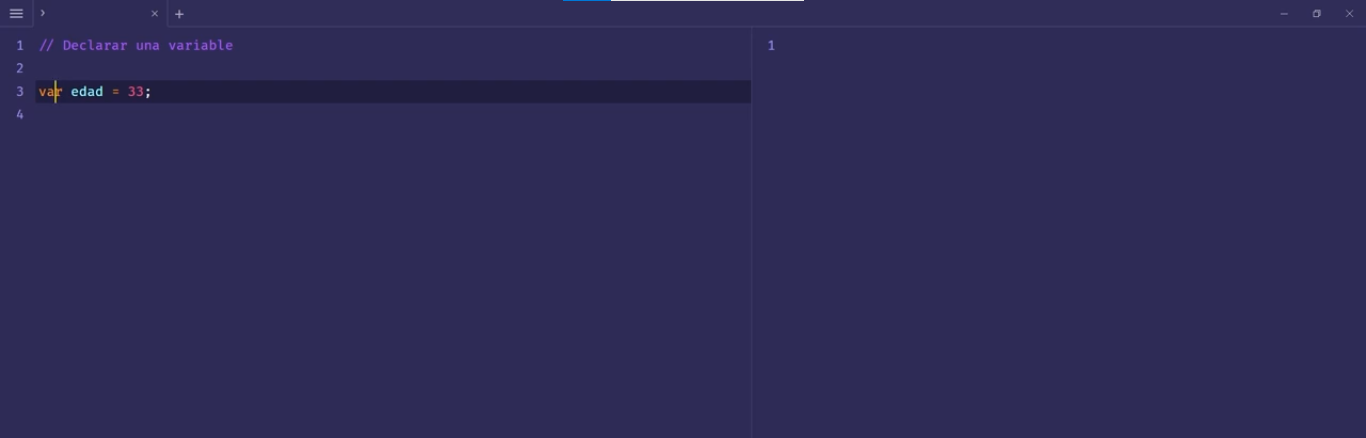 1 // Declarar una variable
2
3 var edad = 33;
4
1